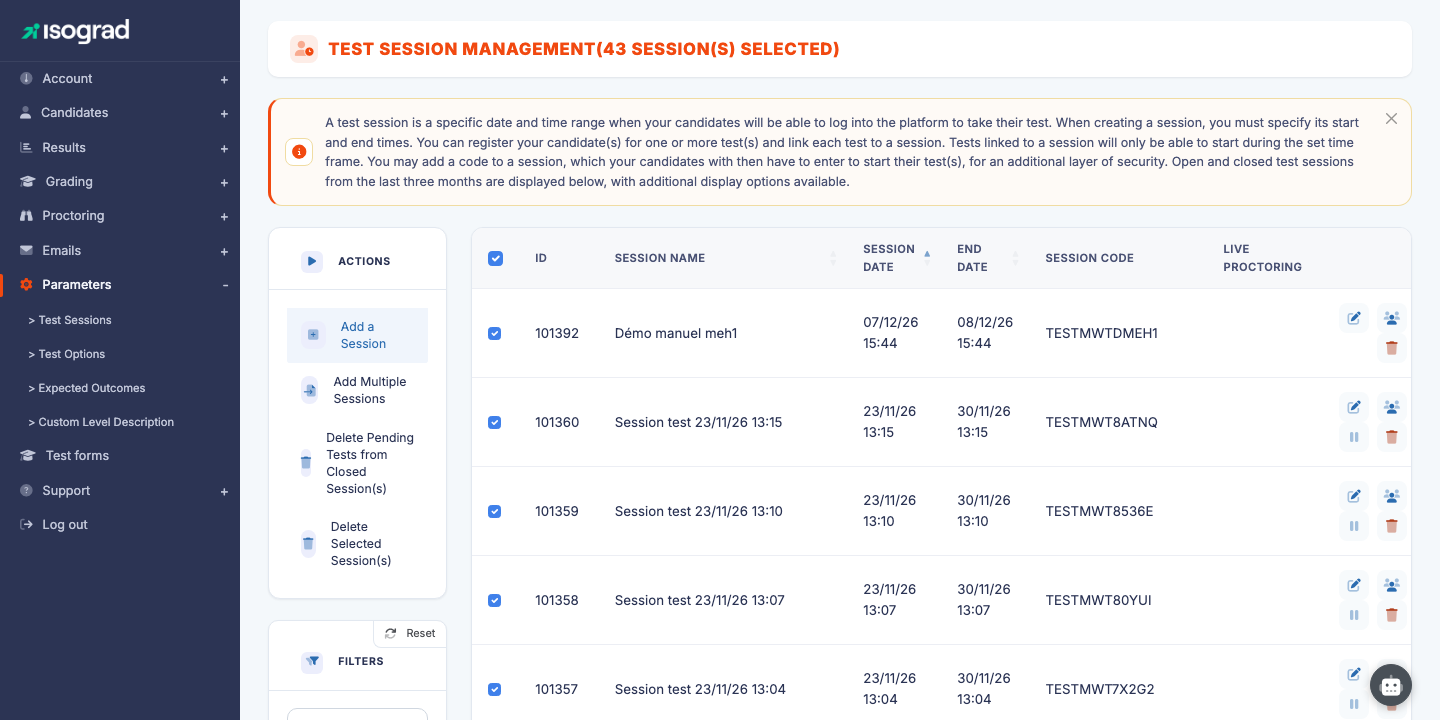 isograd
Account +
Candidates +
Results +
Grading +
Proctoring +
Emails +
Parameters -
> Test Sessions
> Test Options
> Expected Outcomes
> Custom Level Description
Test forms
Support +
Log out
TEST SESSION MANAGEMENT(43 SESSION(S) SELECTED)
A test session is a specific date and time range when your candidates will be able to log into the platform to take their test. When creating a session, you must specify its start
and end times. You can register your candidate(s) for one or more test(s) and link each test to a session. Tests linked to a session will only be able to start during the set time
frame. You may add a code to a session, which your candidates with then have to enter to start their test(s), for an additional layer of security. Open and closed test sessions
from the last three months are displayed below, with additional display options available.
ACTIONS
Add a
Session
Add Multiple
Sessions
Delete Pending
Tests from
Closed
Session(s)
Delete
Selected
Session(s)
Reset
FILTERS
ID SESSION NAME SESSION DATE END DATE SESSION CODE LIVE PROCTORING
101392 Démo manuel meh1 07/12/26 15:44 08/12/26 15:44 TESTMWTDMEH1
101360 Session test 23/11/26 13:15 23/11/26 13:15 30/11/26 13:15 TESTMWT8ATNQ
101359 Session test 23/11/26 13:10 23/11/26 13:10 30/11/26 13:10 TESTMWT8536E
101358 Session test 23/11/26 13:07 23/11/26 13:07 30/11/26 13:07 TESTMWT80YUI
101357 Session test 23/11/26 13:04 23/11/26 13:04 30/11/26 13:04 TESTMWT7X2G2